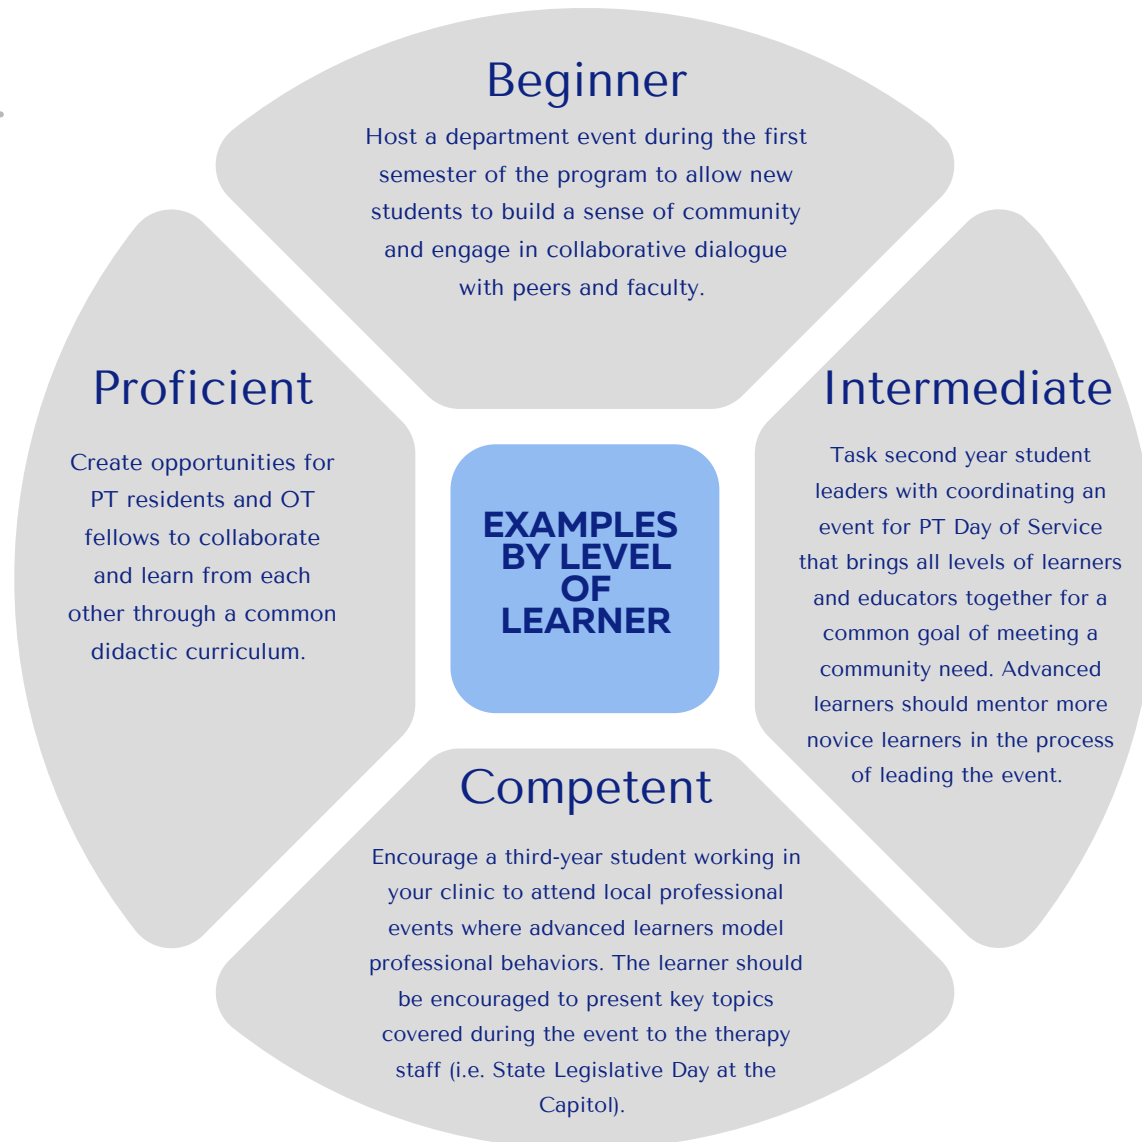 Beginner
Host a department event during the first
semester of the program to allow new
students to build a sense of community
and engage in collaborative dialogue
with peers and faculty.
Proficient
Create opportunities for
PT residents and OT
fellows to collaborate
and learn from each
other through a common
didactic curriculum.
EXAMPLES
BY LEVEL
OF
LEARNER
Intermediate
Task second year student
leaders with coordinating an
event for PT Day of Service
that brings all levels of learners
and educators together for a
common goal of meeting a
community need. Advanced
learners should mentor more
novice learners in the process
of leading the event.
Competent
Encourage a third-year student working in
your clinic to attend local professional
events where advanced learners model
professional behaviors. The learner should
be encouraged to present key topics
covered during the event to the therapy
staff (i.e. State Legislative Day at the
Capitol).